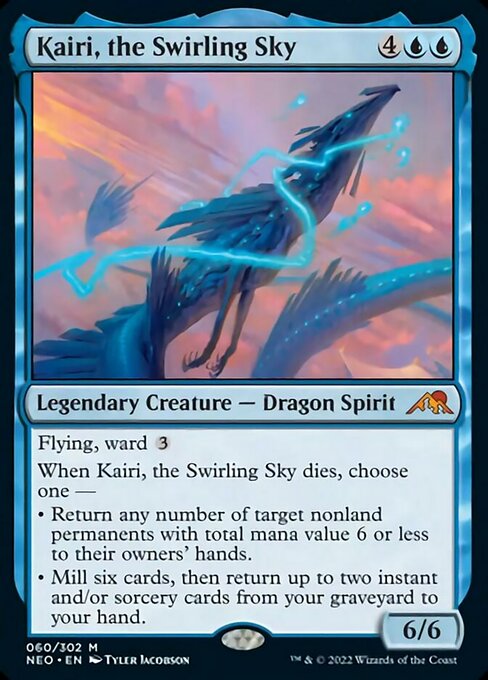 Kairi, the Swirling Sky 4
Legendary Creature — Dragon Spirit
Flying, ward 3
When Kairi, the Swirling Sky dies, choose
one —
• Return any number of target nonland
permanents with total mana value 6 or less
to their owners' hands.
• Mill six cards, then return up to two instant
and/or sorcery cards from your graveyard to
your hand.
6/6
060/302 M
NEO • EN Tyler Jacobson
™ & © 2022 Wizards of the Coast